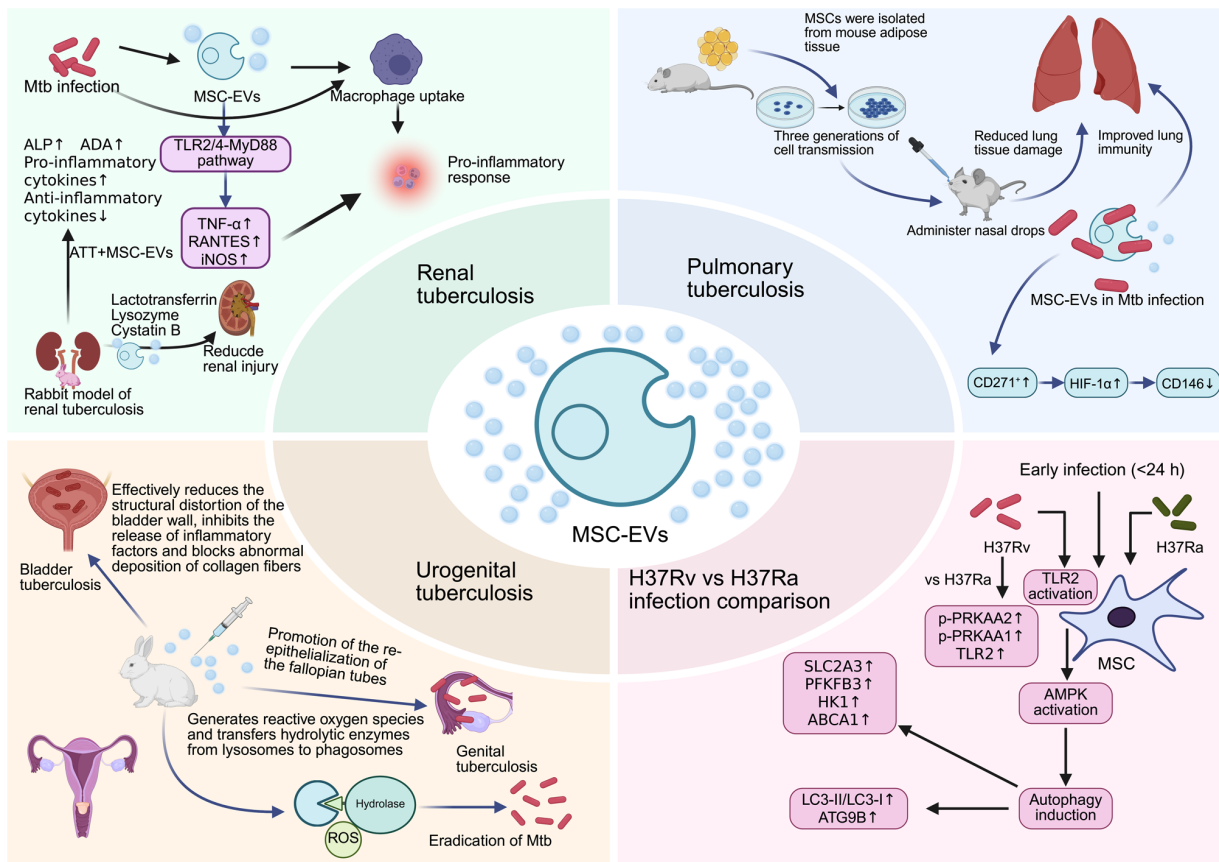 Mtb infection
MSC-EVs
Macrophage uptake
TLR2/4-MyD88
pathway
ALP↑ ADA↑
Pro-inflammatory
cytokines↑
Anti-inflammatory
cytokines↓
Pro-inflammatory
response
TNF-α↑
RANTES↑
iNOS↑
ATT+MSC-EVs
Lactotransferrin
Lysozyme
Cystatin B
Reducde
renal injury
Rabbit model of
renal tuberculosis
Renal
tuberculosis
MSCs were isolated
from mouse adipose
tissue
Three generations of
cell transmission
Reduced lung
tissue damage
Improved lung
immunity
Administer nasal drops
MSC-EVs in Mtb infection
CD271⁺↑
HIF-1α↑
CD146↓
Pulmonary
tuberculosis
MSC-EVs
Urogenital
tuberculosis
H37Rv vs H37Ra
infection comparison
Effectively reduces the
structural distortion of the
bladder wall, inhibits the
release of inflammatory
factors and blocks abnormal
deposition of collagen fibers
Bladder
tuberculosis
Promotion of the re-
epithelialization of
the fallopian tubes
Generates reactive oxygen species
and transfers hydrolytic enzymes
from lysosomes to phagosomes
Genital
tuberculosis
Hydrolase
ROS
Eradication of Mtb
Early infection (<24 h)
H37Rv
H37Ra
vs H37Ra
TLR2
activation
p-PRKAA2↑
p-PRKAA1↑
TLR2↑
MSC
SLC2A3↑
PFKFB3↑
HK1↑
ABCA1↑
AMPK
activation
LC3-II/LC3-I↑
ATG9B↑
Autophagy
induction